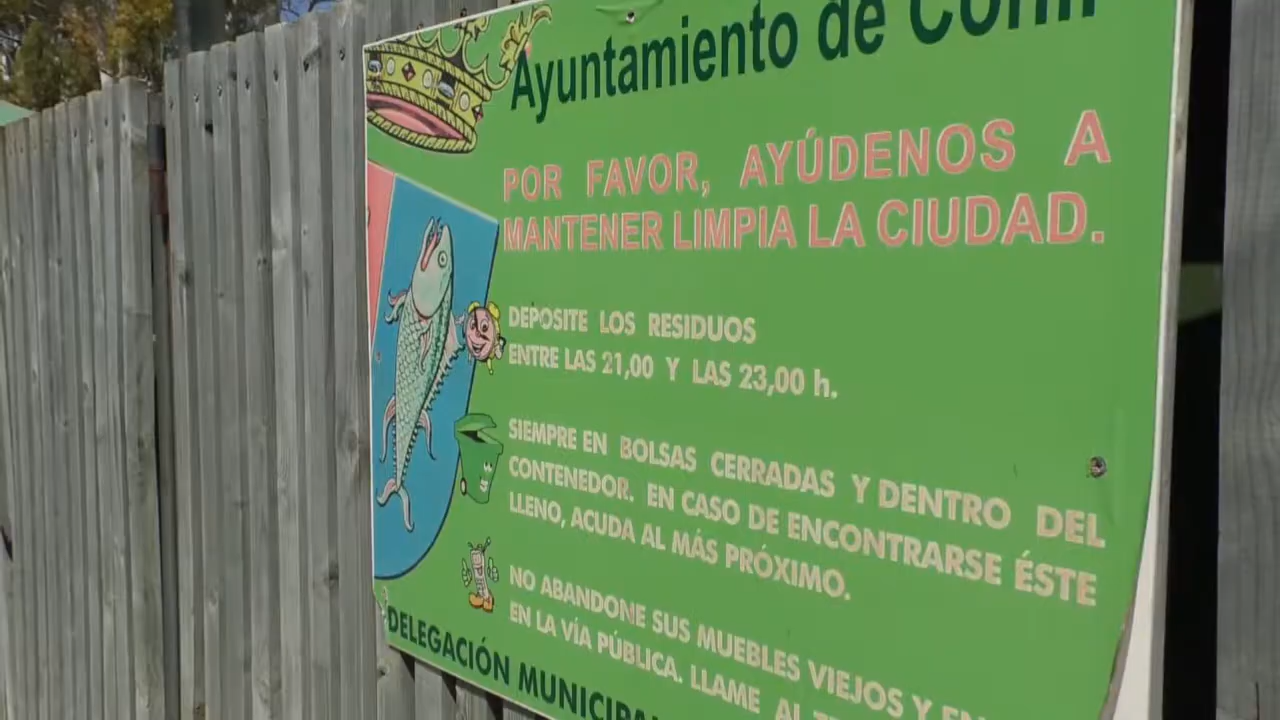 Ayuntamiento de
POR FAVOR, AYÚDENOS A
MANTENER LIMPIA LA CIUDAD.
DEPOSITE LOS RESIDUOS
ENTRE LAS 21,00 Y LAS 23,00 h.
SIEMPRE EN BOLSAS CERRADAS Y DENTRO DEL
CONTENEDOR. EN CASO DE ENCONTRARSE ÉSTE
LLENO, ACUDA AL MÁS PRÓXIMO.
NO ABANDONE SUS MUEBLES VIEJOS Y
EN LA VÍA PÚBLICA. LLAME AL
DELEGACIÓN MUNICIPAL